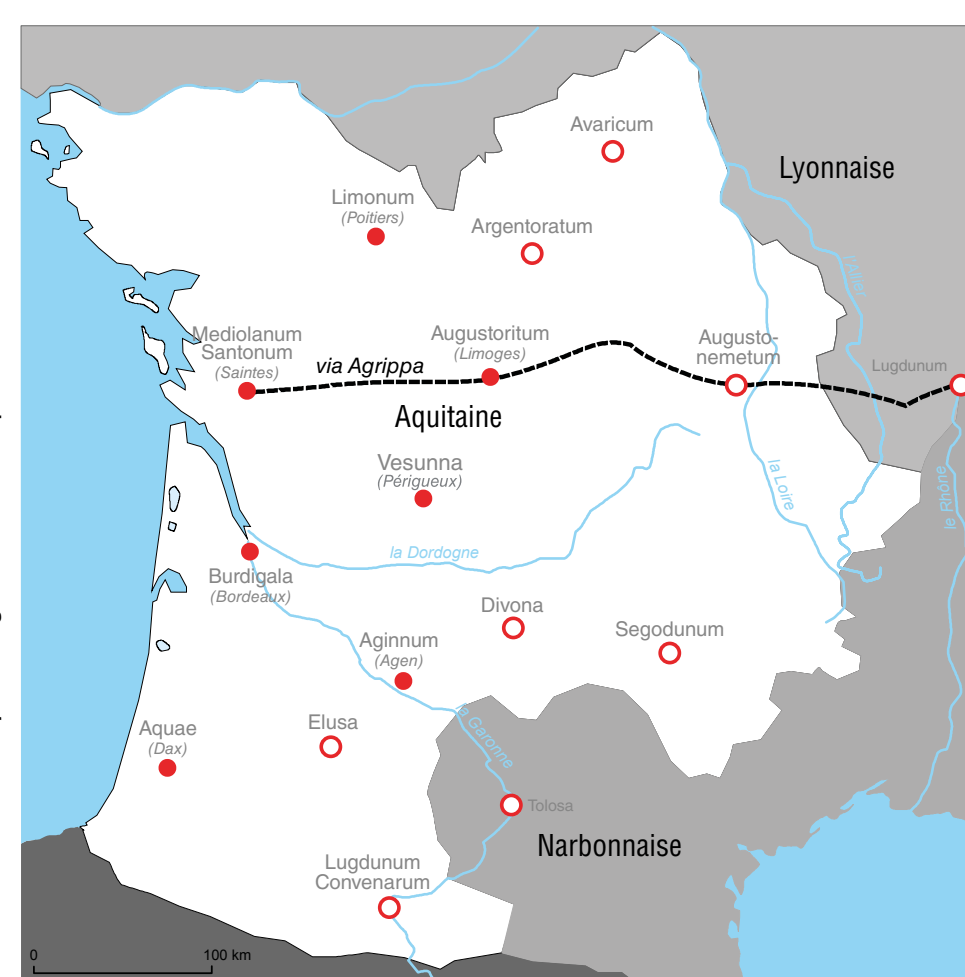 Avaricum
Lyonnaise
Limonum
(Poitiers)
Argentoratum
l'Allier
Mediolanum
Santonum
(Saintes)
via Agrippa
Augustoritum
(Limoges)
Augusto-
nemetum
Lugdunum
Aquitaine
Vesunna
(Périgueux)
la Loire
le Rhône
la Dordogne
Burdigala
(Bordeaux)
Divona
Segodunum
Aginnum
(Agen)
la Garonne
Elusa
Aquae
(Dax)
Tolosa
Narbonnaise
Lugdunum
Convenarum
0
100 km